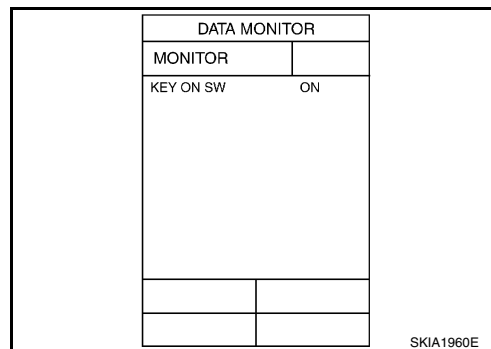 DATA MONITOR
MONITOR
KEY ON SW ON
SKIA1960E